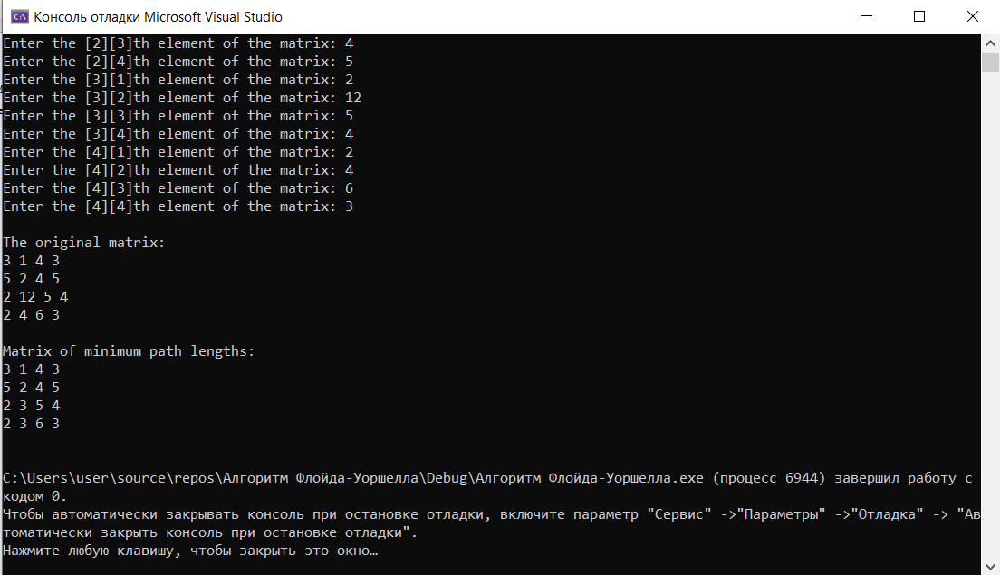 Консоль отладки Microsoft Visual Studio
Enter the [2][3]th element of the matrix: 4
Enter the [2][4]th element of the matrix: 5
Enter the [3][1]th element of the matrix: 2
Enter the [3][2]th element of the matrix: 12
Enter the [3][3]th element of the matrix: 5
Enter the [3][4]th element of the matrix: 4
Enter the [4][1]th element of the matrix: 2
Enter the [4][2]th element of the matrix: 4
Enter the [4][3]th element of the matrix: 6
Enter the [4][4]th element of the matrix: 3
The original matrix:
3 1 4 3
5 2 4 5
2 12 5 4
2 4 6 3
Matrix of minimum path lengths:
3 1 4 3
5 2 4 5
2 3 5 4
2 3 6 3
C:\Users\user\source\repos\Алгоритм Флойда-Уоршелла\Debug\Алгоритм Флойда-Уоршелла.exe (процесс 6944) завершил работу с
кодом 0.
Чтобы автоматически закрывать консоль при остановке отладки, включите параметр "Сервис" ->"Параметры" ->"Отладка" -> "Ав
томатически закрыть консоль при остановке отладки".
Нажмите любую клавишу, чтобы закрыть это окно…